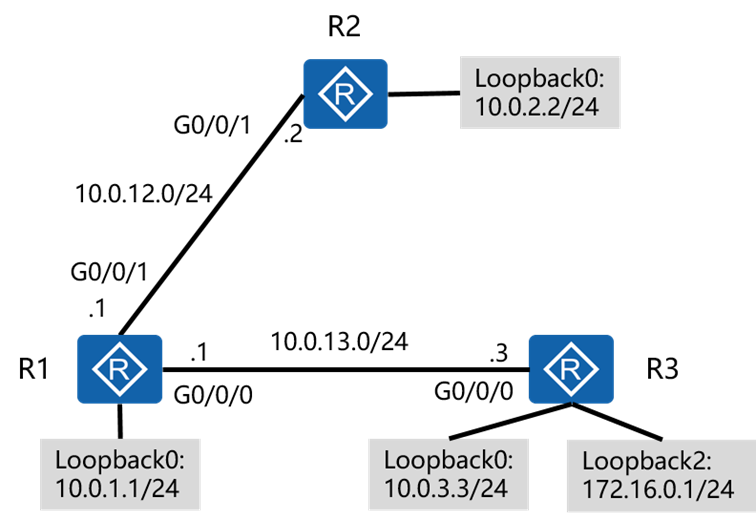 R2
R
Loopback0:
10.0.2.2/24
G0/0/1
.2
10.0.12.0/24
G0/0/1
.1
R1
R
.1
10.0.13.0/24
.3
R
R3
G0/0/0
G0/0/0
Loopback0:
10.0.1.1/24
Loopback0:
10.0.3.3/24
Loopback2:
172.16.0.1/24